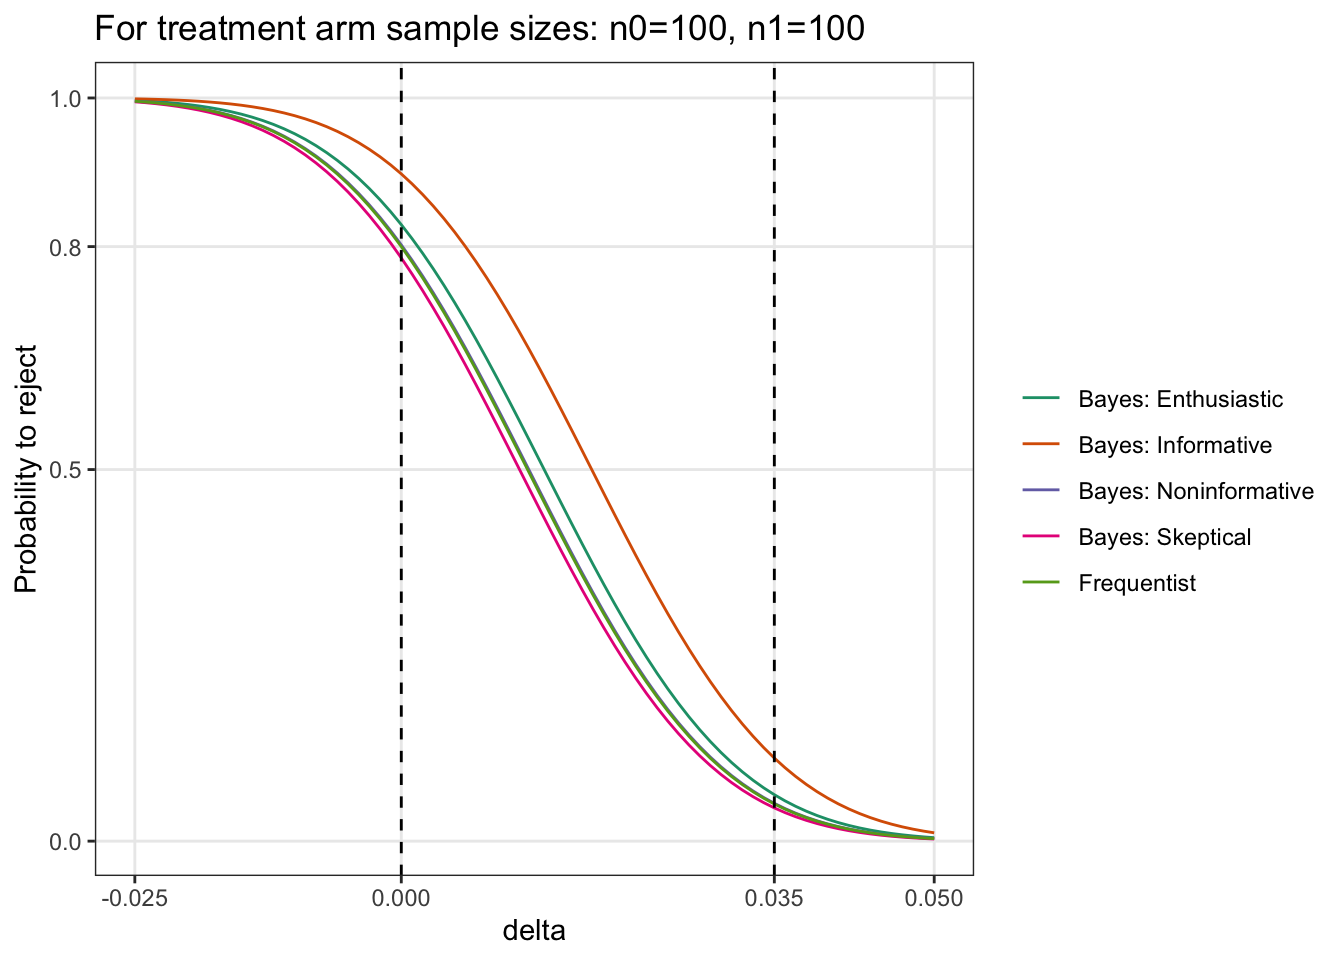 For treatment arm sample sizes: n0=100, n1=100
Probability to reject
1.0
0.8
0.5
0.0
-0.025 0.000 0.035 0.050
delta
Bayes: Enthusiastic
Bayes: Informative
Bayes: Noninformative
Bayes: Skeptical
Frequentist